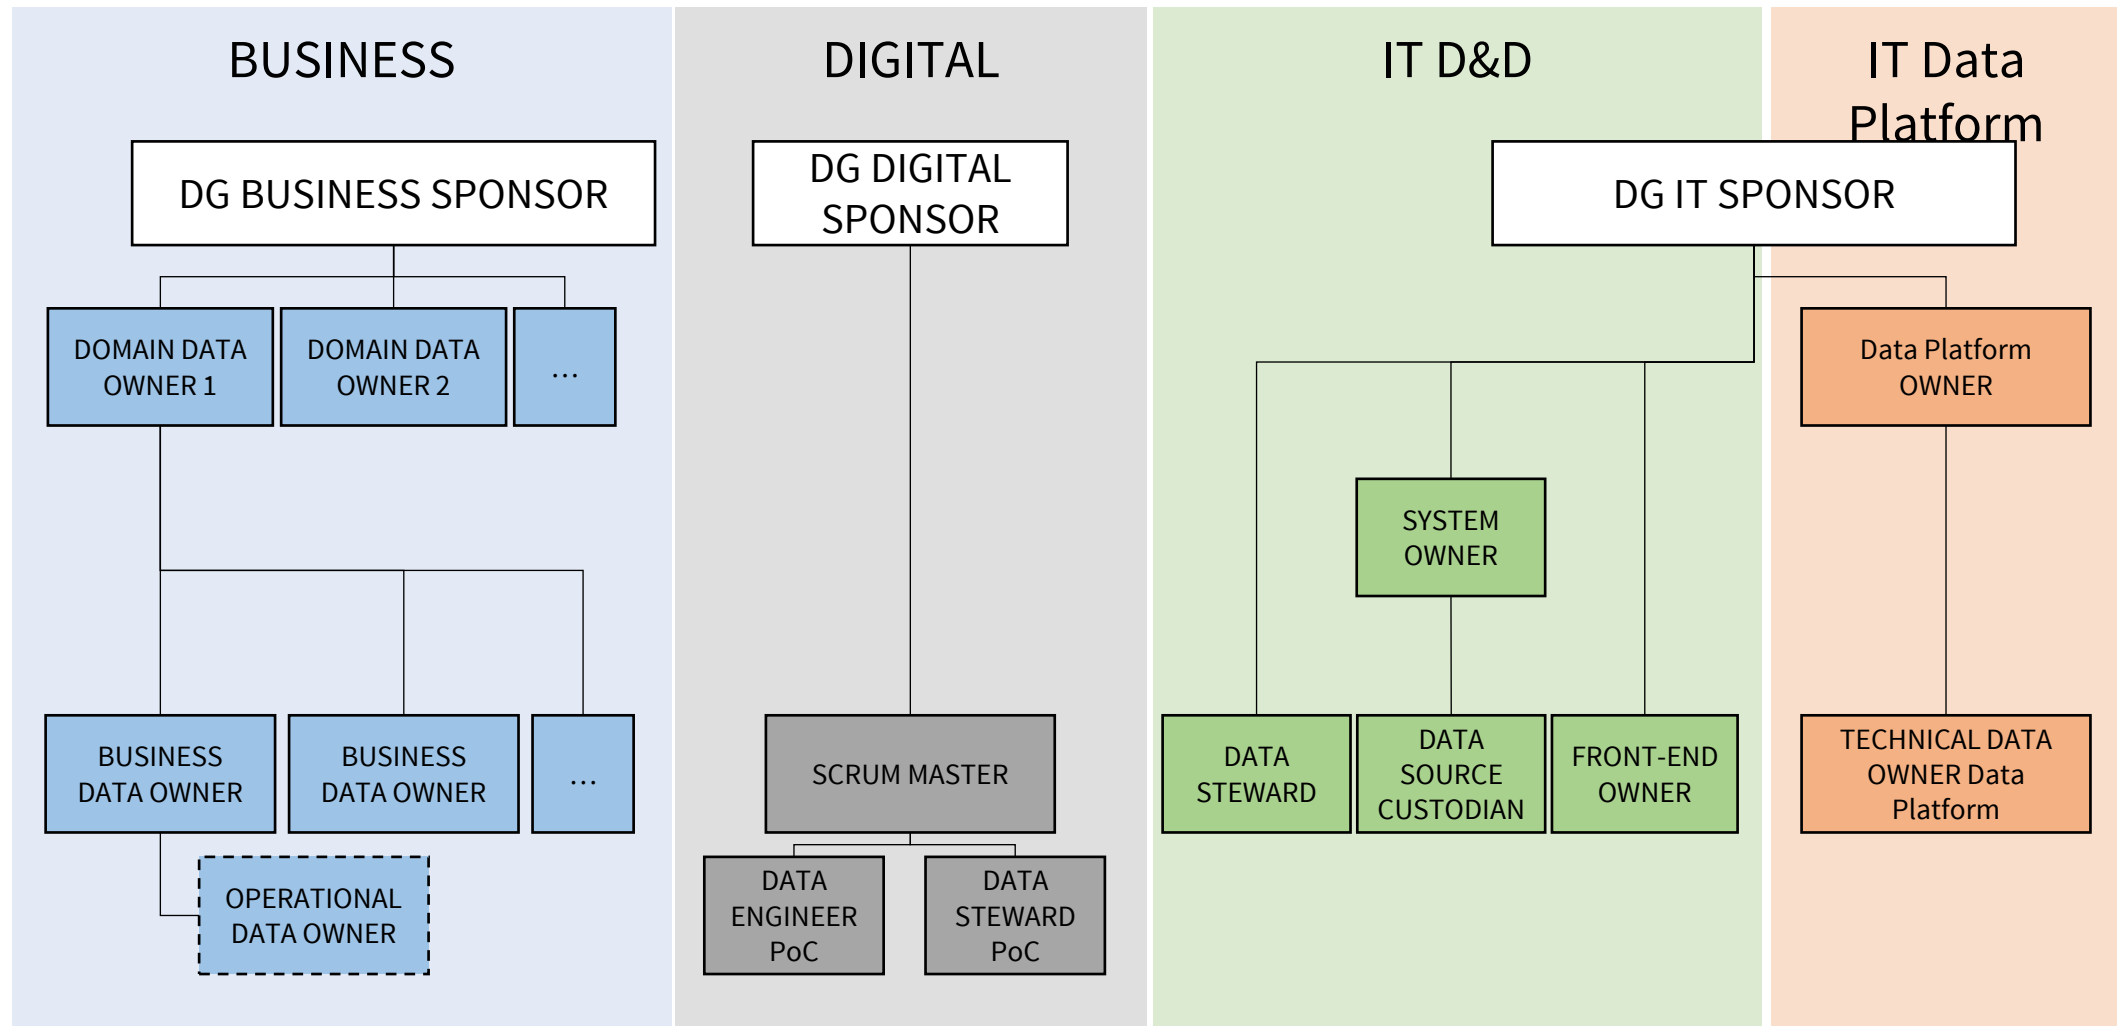 BUSINESS
DIGITAL
IT D&D
IT Data
Platform
DG BUSINESS SPONSOR
DG DIGITAL
SPONSOR
DG IT SPONSOR
DOMAIN DATA
OWNER 1
DOMAIN DATA
OWNER 2
...
Data Platform
OWNER
SYSTEM
OWNER
BUSINESS
DATA OWNER
BUSINESS
DATA OWNER
...
SCRUM MASTER
DATA
STEWARD
DATA
SOURCE
CUSTODIAN
FRONT-END
OWNER
TECHNICAL DATA
OWNER Data
Platform
OPERATIONAL
DATA OWNER
DATA
ENGINEER
PoC
DATA
STEWARD
PoC